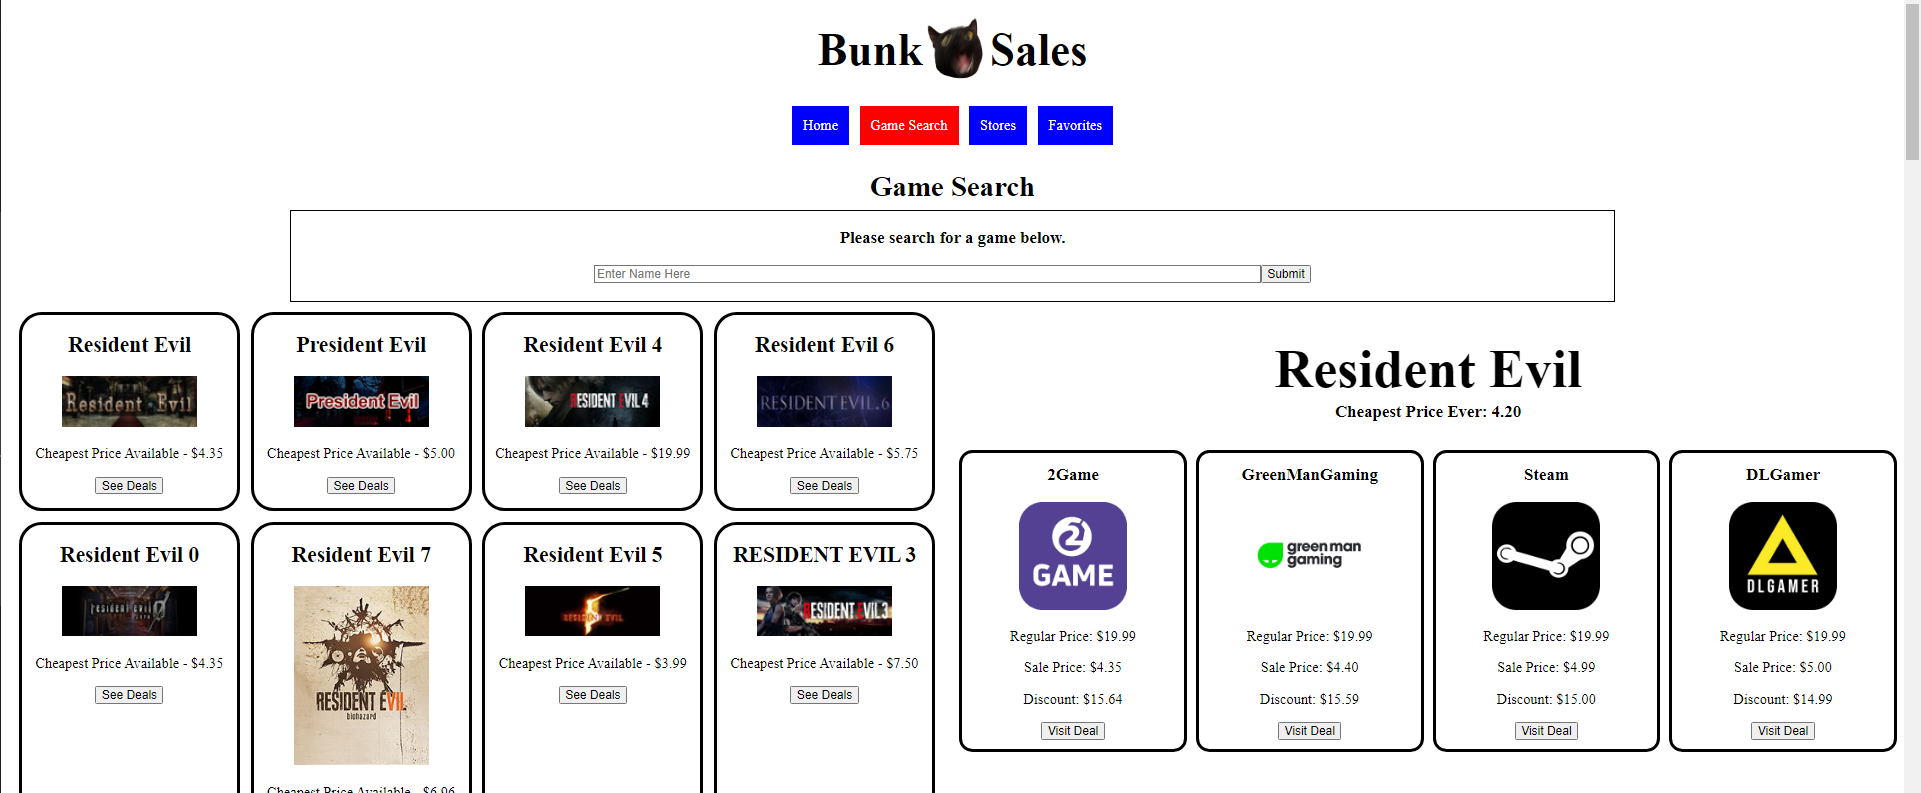 Bunk Sales
Home Game Search Stores Favorites
Game Search
Please search for a game below.
Enter Name Here Submit
Resident Evil
Resident Evil
Cheapest Price Available - $4.35
See Deals
President Evil
President Evil
Cheapest Price Available - $5.00
See Deals
Resident Evil 4
RESIDENT EVIL 4
Cheapest Price Available - $19.99
See Deals
Resident Evil 6
RESIDENT EVIL 6
Cheapest Price Available - $5.75
See Deals
Resident Evil 0
resident evil 0
Cheapest Price Available - $4.35
See Deals
Resident Evil 7
RESIDENT EVIL
biohazard
Cheapest Price Available - $6.96
Resident Evil 5
RESIDENT EVIL
Cheapest Price Available - $3.99
See Deals
RESIDENT EVIL 3
RESIDENT EVIL 3
Cheapest Price Available - $7.50
See Deals
Resident Evil
Cheapest Price Ever: 4.20
2Game
2
GAME
Regular Price: $19.99
Sale Price: $4.35
Discount: $15.64
Visit Deal
GreenManGaming
green man
gaming
Regular Price: $19.99
Sale Price: $4.40
Discount: $15.59
Visit Deal
Steam
Regular Price: $19.99
Sale Price: $4.99
Discount: $15.00
Visit Deal
DLGamer
DLGAMER
Regular Price: $19.99
Sale Price: $5.00
Discount: $14.99
Visit Deal